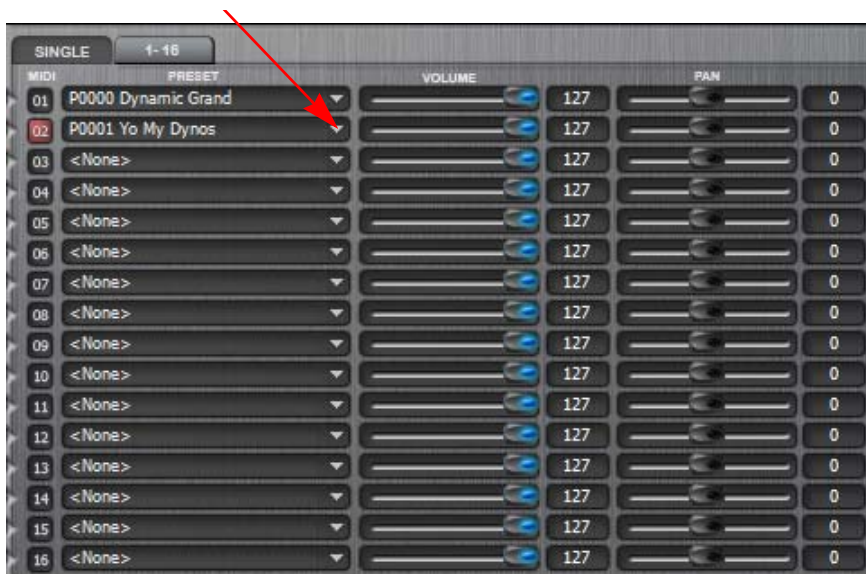 SINGLE 1-16
MIDI PRESET VOLUME PAN
01 P0000 Dynamic Grand 127 0
02 P0001 Yo My Dynos 127 0
03 <None> 127 0
04 <None> 127 0
05 <None> 127 0
06 <None> 127 0
07 <None> 127 0
08 <None> 127 0
09 <None> 127 0
10 <None> 127 0
11 <None> 127 0
12 <None> 127 0
13 <None> 127 0
14 <None> 127 0
15 <None> 127 0
16 <None> 127 0